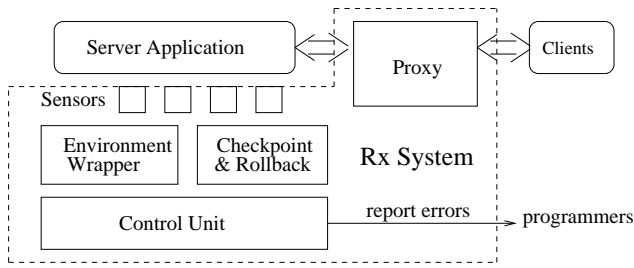 Server Application
Proxy
Clients
Sensors
Environment
Wrapper
Checkpoint
& Rollback
Rx System
Control Unit
report errors
programmers